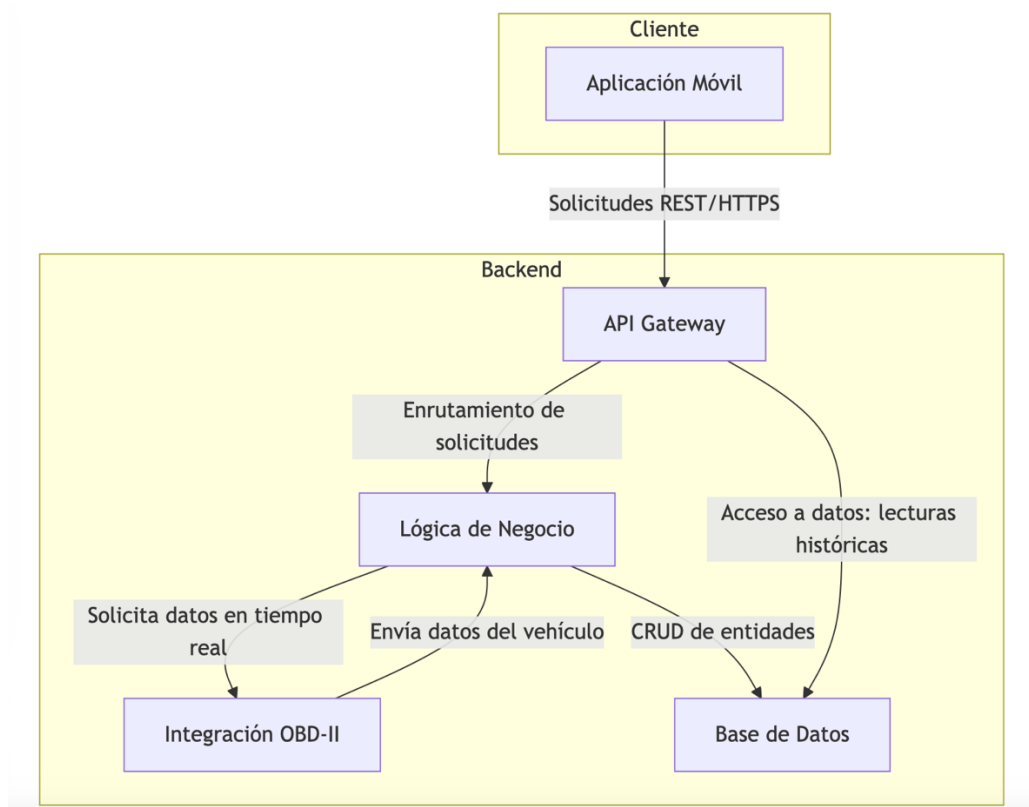 Cliente
Aplicación Móvil
Solicitudes REST/HTTPS
Backend
API Gateway
Enrutamiento de
solicitudes
Acceso a datos: lecturas
históricas
Lógica de Negocio
Solicita datos en tiempo
real
Envía datos del vehículo
CRUD de entidades
Integración OBD-II
Base de Datos